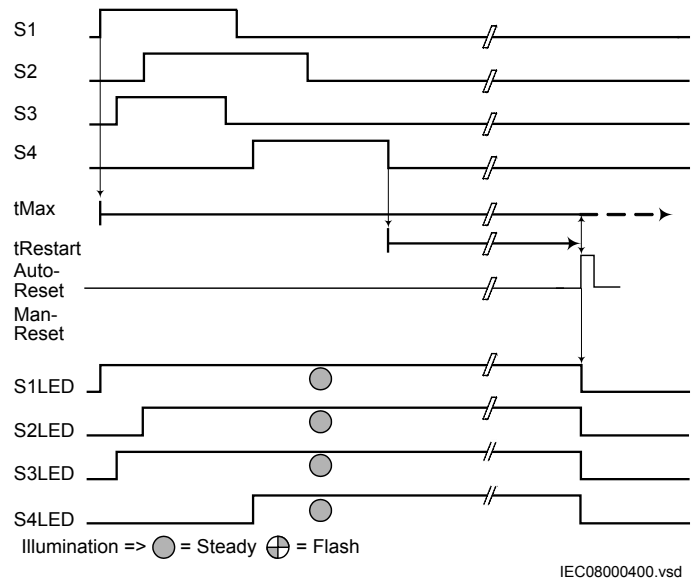 S1
S2
S3
S4
tMax
tRestart
Auto-
Reset
Man-
Reset
S1LED
S2LED
S3LED
S4LED
Illumination => = Steady = Flash
IEC08000400.vsd